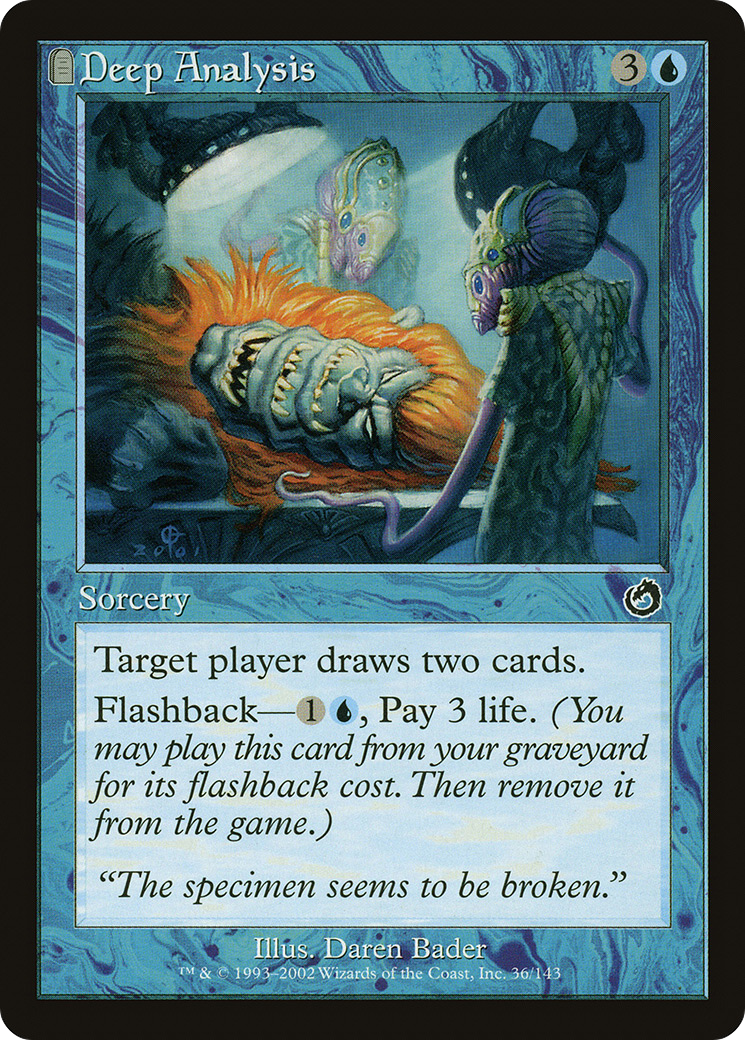 Deep Analysis 3
2001
Sorcery
Target player draws two cards.
Flashback—1, Pay 3 life. (You
may play this card from your graveyard
for its flashback cost. Then remove it
from the game.)
“The specimen seems to be broken.”
Illus. Daren Bader
™ & © 1993–2002 Wizards of the Coast, Inc. 36/143